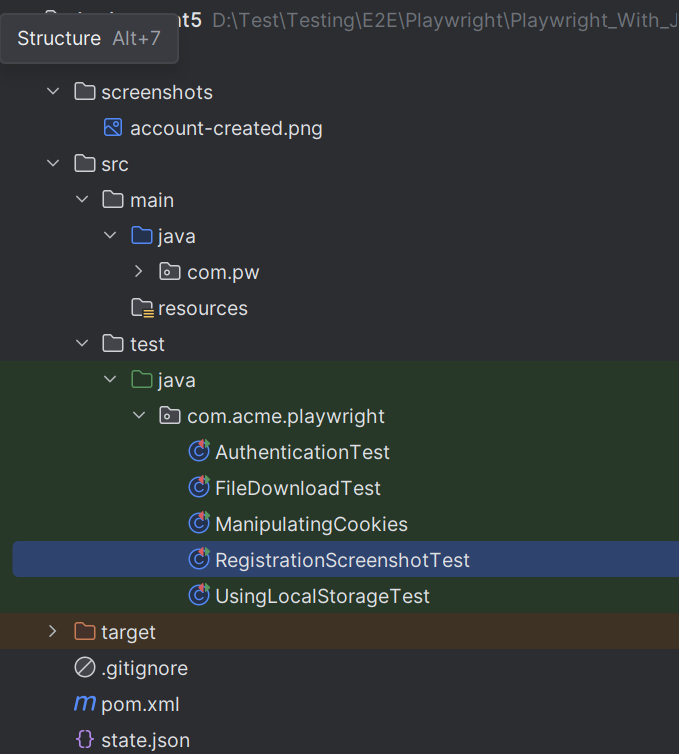 t5 D:\Test\Testing\E2E\Playwright\Playwright_With_J
Structure Alt+7
screenshots
account-created.png
src
main
java
com.pw
resources
test
java
com.acme.playwright
AuthenticationTest
FileDownloadTest
ManipulatingCookies
RegistrationScreenshotTest
UsingLocalStorageTest
target
.gitignore
pom.xml
state.json